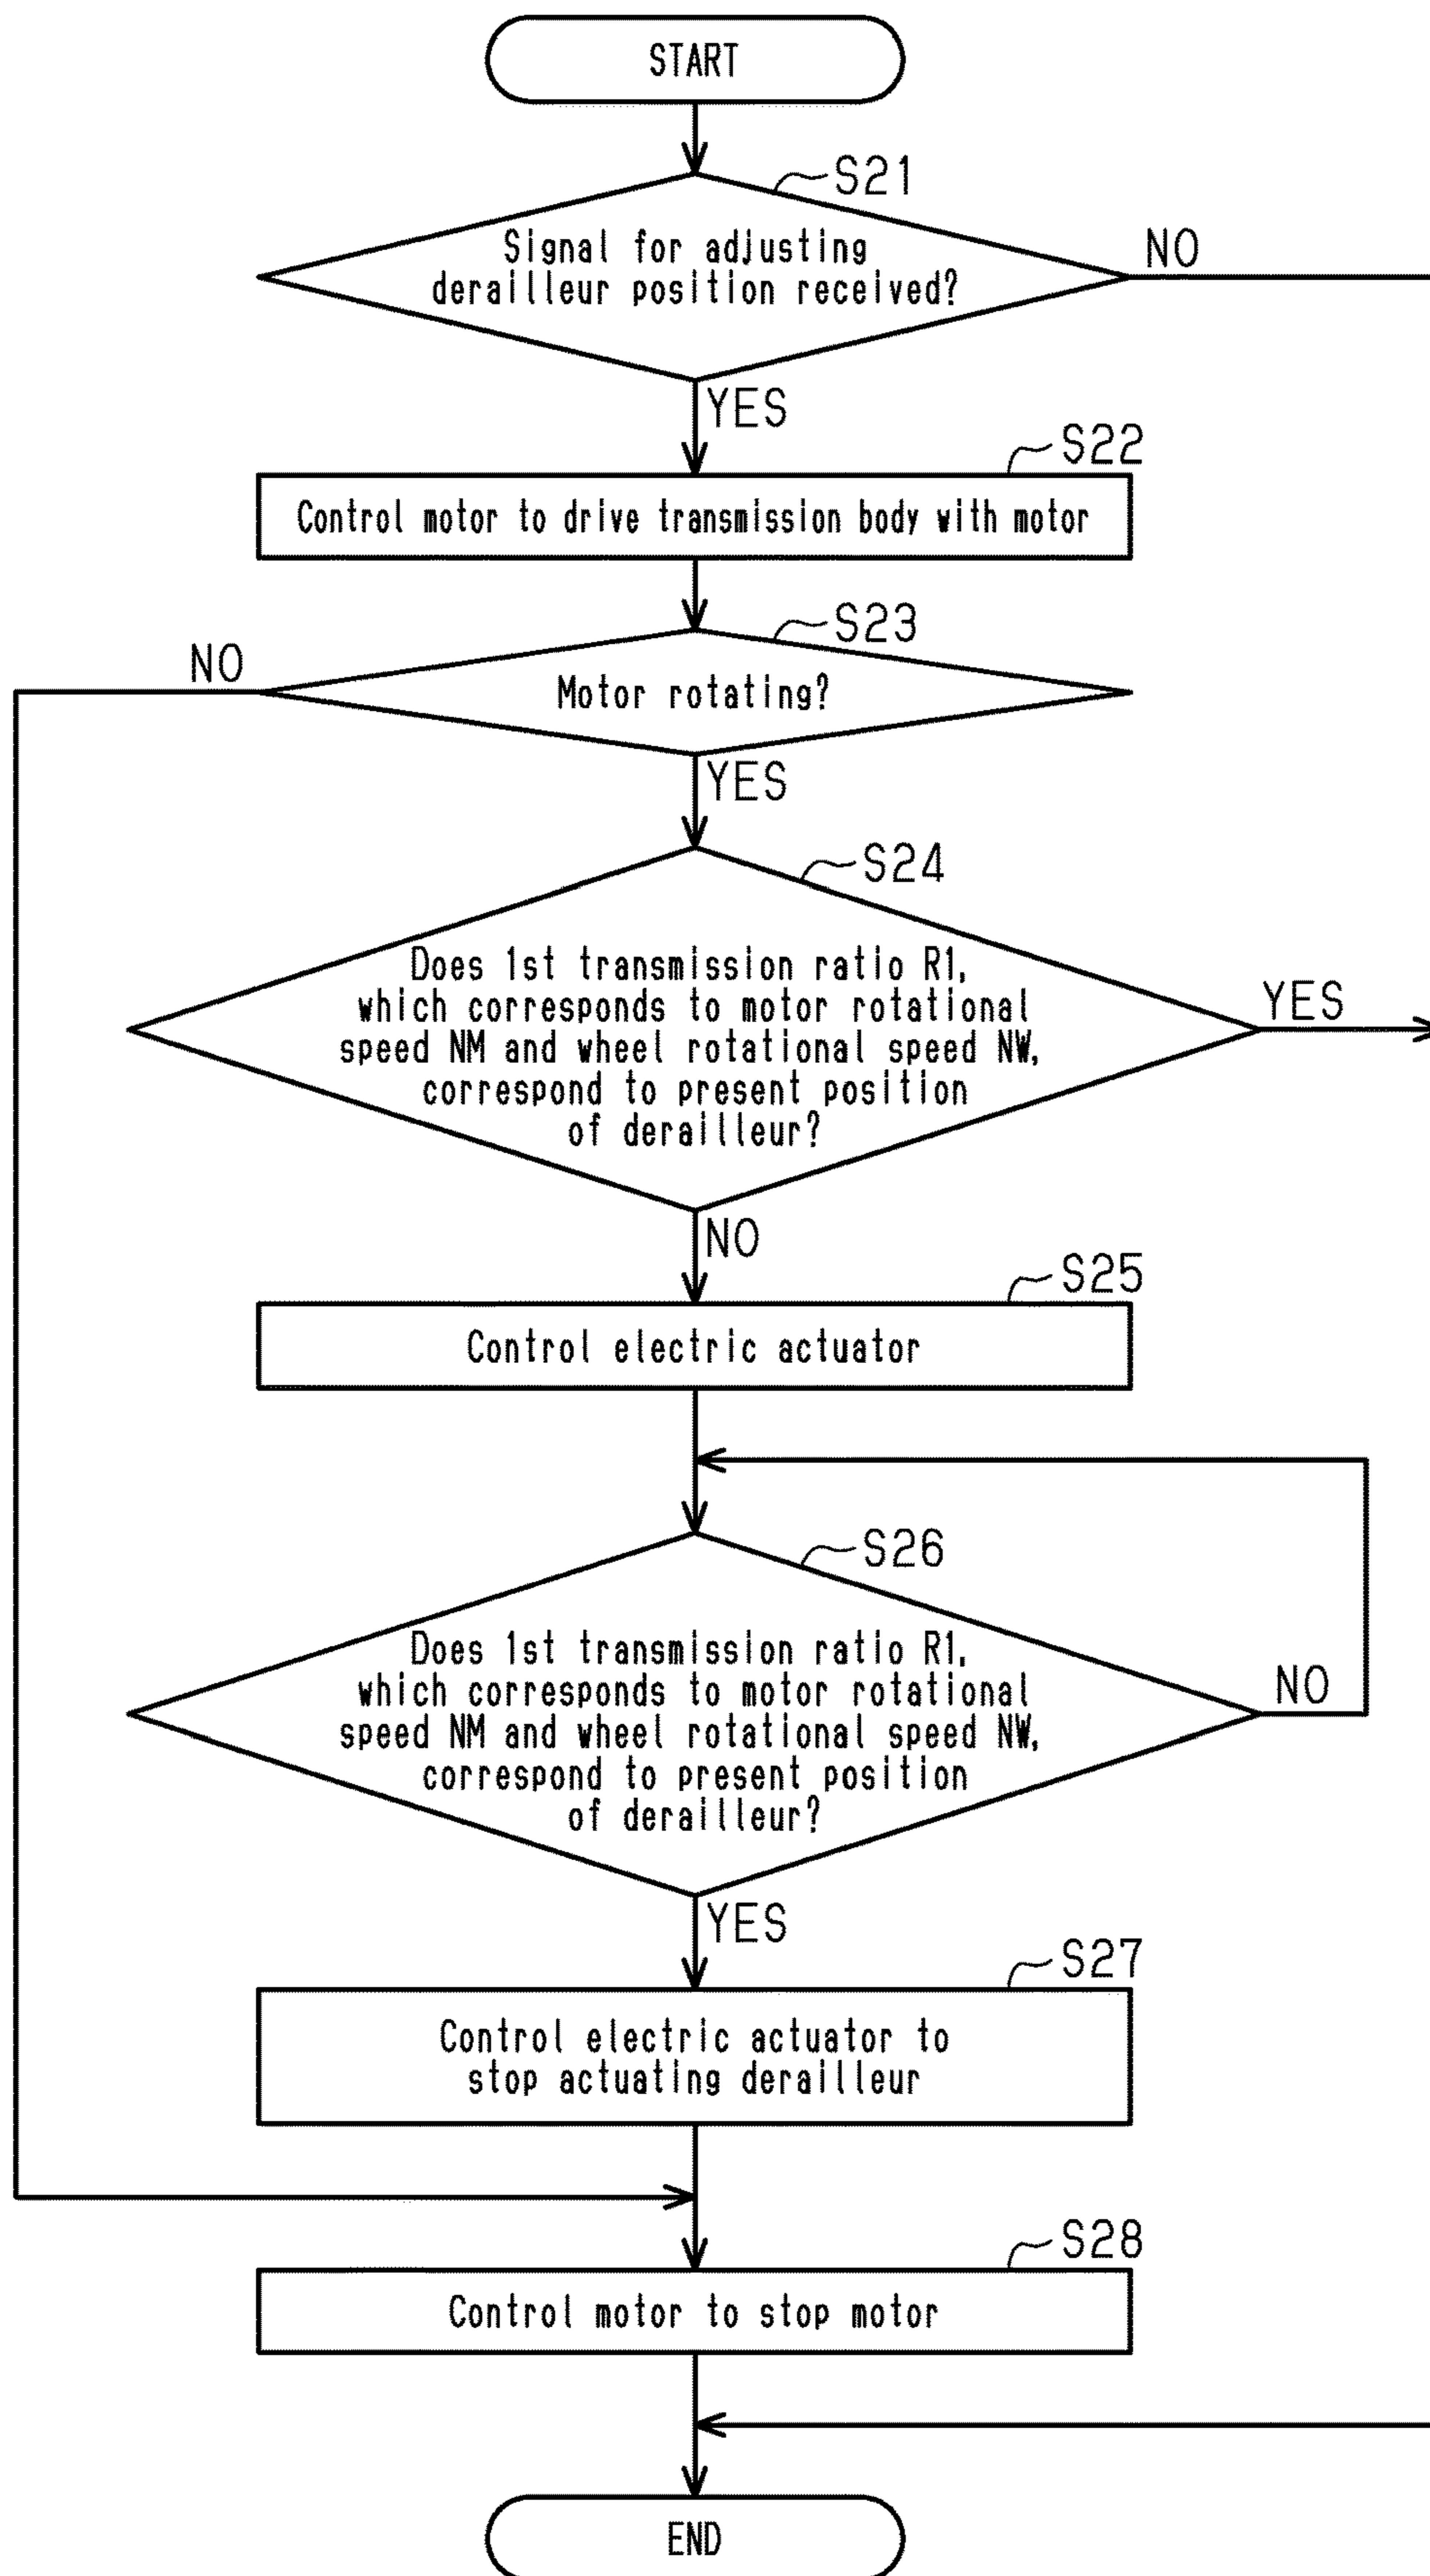 START
S21
Signal for adjusting
derailleur position received?
NO
YES
S22
Control motor to drive transmission body with motor
S23
NO
Motor rotating?
YES
S24
Does 1st transmission ratio R1,
which corresponds to motor rotational
speed NM and wheel rotational speed NW,
correspond to present position
of derailleur?
YES
NO
S25
Control electric actuator
S26
Does 1st transmission ratio R1,
which corresponds to motor rotational
speed NM and wheel rotational speed NW,
correspond to present position
of derailleur?
NO
YES
S27
Control electric actuator to
stop actuating derailleur
S28
Control motor to stop motor
END